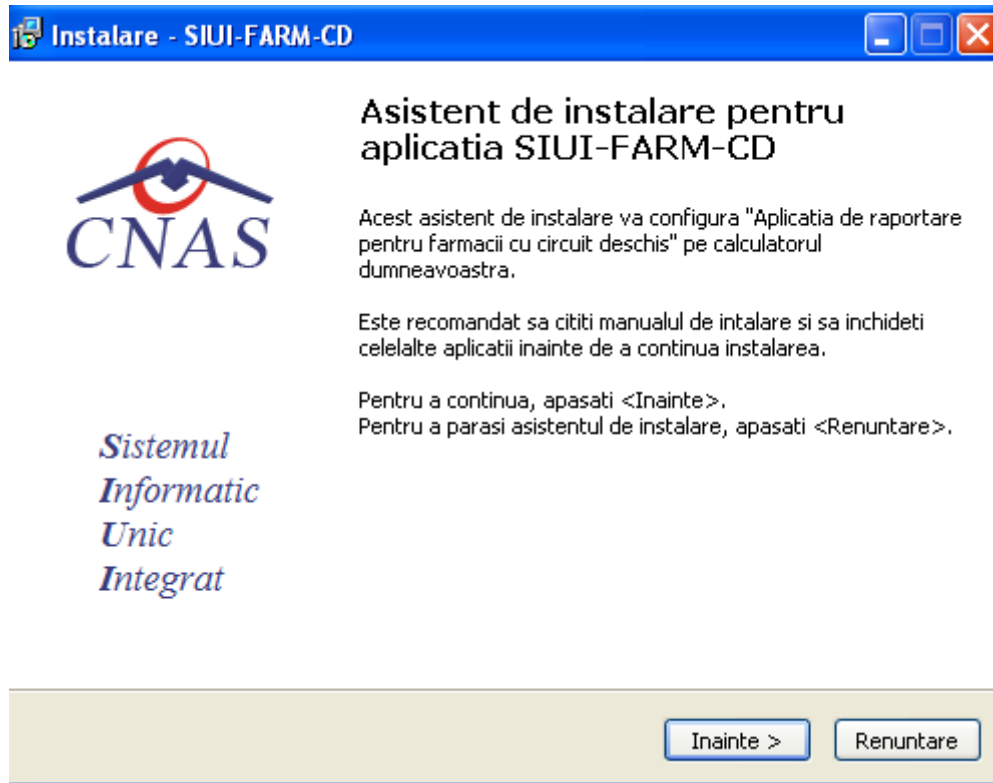 Instalare - SIUI-FARM-CD
Asistent de instalare pentru
aplicatia SIUI-FARM-CD
CNAS
Acest asistent de instalare va configura "Aplicatia de raportare
pentru farmacii cu circuit deschis" pe calculatorul
dumneavoastra.
Este recomandat sa cititi manualul de intalare si sa inchideti
celelalte aplicatii inainte de a continua instalarea.
Pentru a continua, apasati <Inainte>.
Pentru a parasi asistentul de instalare, apasati <Renuntare>.
Sistemul
Informatic
Unic
Integrat
Inainte >
Renuntare